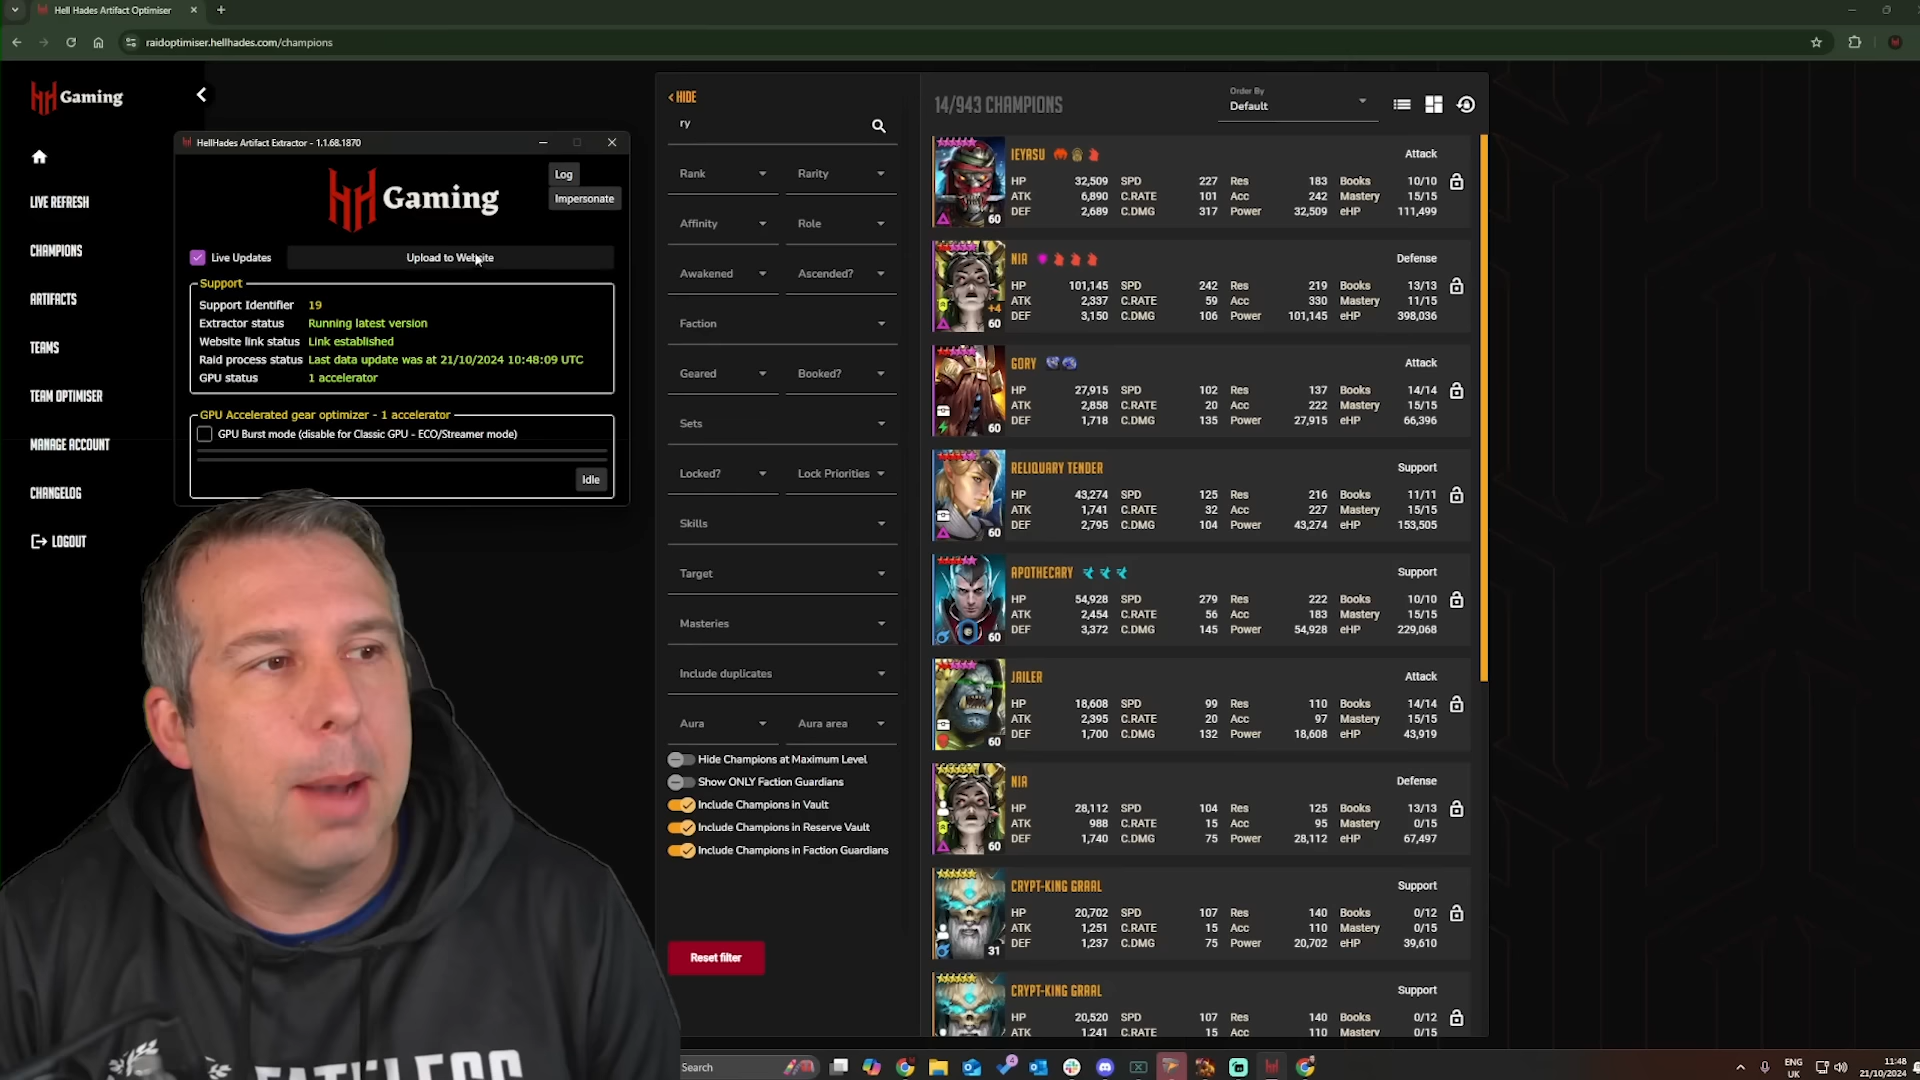 Hell Hades Artifact Optimiser
raidoptimiser.hellhades.com/champions
Gaming
LIVE REFRESH
CHAMPIONS
ARTIFACTS
TEAMS
TEAM OPTIMISER
MANAGE ACCOUNT
CHANGELOG
LOGOUT
HellHades Artifact Extractor - 1.1.68.1870
Gaming
Log
Impersonate
Live Updates
Upload to Website
Support
Support Identifier 19
Extractor status Running latest version
Website link status Link established
Raid process status Last data update was at 21/10/2024 10:48:09 UTC
GPU status 1 accelerator
GPU Accelerated gear optimizer - 1 accelerator
GPU Burst mode (disable for Classic GPU - ECO/Streamer mode)
Idle
HIDE
ry
Rank Rarity
Affinity Role
Awakened Ascended?
Faction
Geared Booked?
Sets
Locked? Lock Priorities
Skills
Target
Masteries
Include duplicates
Aura Aura area
Hide Champions at Maximum Level
Show ONLY Faction Guardians
Include Champions in Vault
Include Champions in Reserve Vault
Include Champions in Faction Guardians
Reset filter
14/943 CHAMPIONS
Order By
Default
IEYASU Attack
HP 32,509 SPD 227 Res 183 Books 10/10
ATK 6,890 C.RATE 101 Acc 242 Mastery 15/15
DEF 2,689 C.DMG 317 Power 32,509 eHP 111,499
60
NIA Defense
HP 101,145 SPD 242 Res 219 Books 13/13
ATK 2,337 C.RATE 59 Acc 330 Mastery 11/15
DEF 3,150 C.DMG 106 Power 101,145 eHP 398,036
+4
60
GORY Attack
HP 27,915 SPD 102 Res 137 Books 14/14
ATK 2,858 C.RATE 20 Acc 222 Mastery 15/15
DEF 1,718 C.DMG 135 Power 27,915 eHP 66,396
60
RELIQUARY TENDER Support
HP 43,274 SPD 125 Res 216 Books 11/11
ATK 1,741 C.RATE 32 Acc 227 Mastery 15/15
DEF 2,795 C.DMG 104 Power 43,274 eHP 153,505
60
APOTHECARY Support
HP 54,928 SPD 279 Res 222 Books 10/10
ATK 2,454 C.RATE 56 Acc 183 Mastery 15/15
DEF 3,372 C.DMG 145 Power 54,928 eHP 229,068
60
JAILER Attack
HP 18,608 SPD 99 Res 110 Books 14/14
ATK 2,395 C.RATE 20 Acc 97 Mastery 15/15
DEF 1,700 C.DMG 132 Power 18,608 eHP 43,919
60
NIA Defense
HP 28,112 SPD 104 Res 125 Books 13/13
ATK 988 C.RATE 15 Acc 95 Mastery 0/15
DEF 1,740 C.DMG 75 Power 28,112 eHP 67,497
60
CRYPT-KING GRAAL Support
HP 20,702 SPD 107 Res 140 Books 0/12
ATK 1,251 C.RATE 15 Acc 110 Mastery 0/15
DEF 1,237 C.DMG 75 Power 20,702 eHP 39,610
31
CRYPT-KING GRAAL Support
HP 20,520 SPD 107 Res 140 Books 0/12
ATK 1,241 C.RATE 15 Acc 110 Mastery 0/15
Search
4
ENG
UK
11:48
21/10/2024